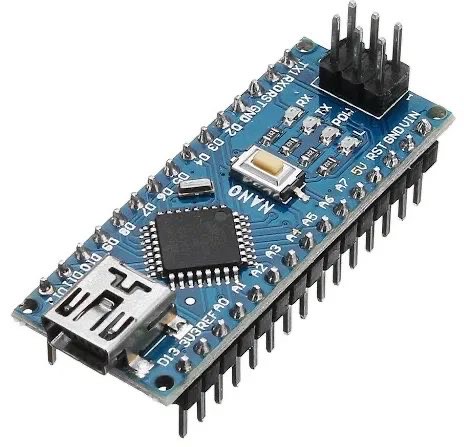 TX1 RX0 RST GND D2 D3 D4 D5 D6 D7 D8 D9 D10 D11
RX
TX
POW
L
NANO
D13 3V3 REF A0 A1 A2 A3 A4 A5 A6 A7 5V RST GND VIN